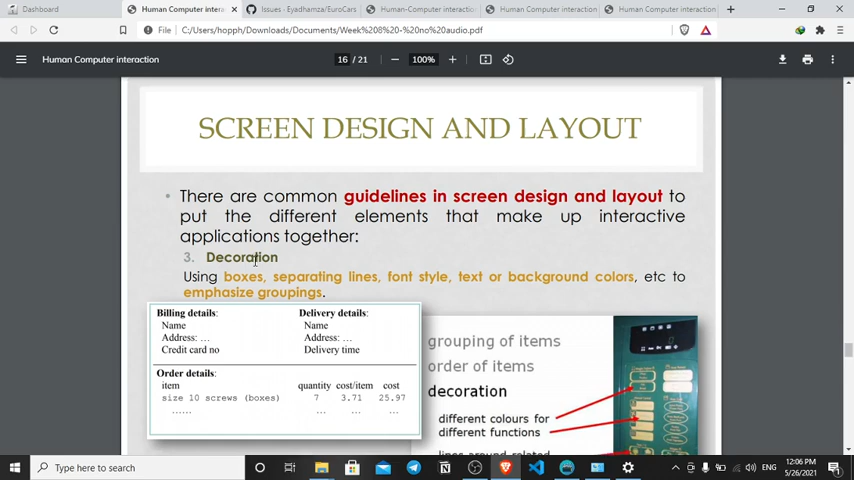 Dashboard
Human Computer interac
Issues · Eyadhamza/EuroCars
Human-Computer interaction
Human Computer interaction
Human Computer interaction
File
C:/Users/hopph/Downloads/Documents/Week%208%20-%20no%20audio.pdf
Human Computer interaction
16 / 21
100%
SCREEN DESIGN AND LAYOUT
There are common guidelines in screen design and layout to
put the different elements that make up interactive
applications together:
3. Decoration
Using boxes, separating lines, font style, text or background colors, etc to
emphasize groupings.
Billing details:
Name
Address: ...
Credit card no
Delivery details:
Name
Address: ...
Delivery time
Order details:
item quantity cost/item cost
size 10 screws (boxes) 7 3.71 25.97
...... ... ... ...
grouping of items
order of items
decoration
different colours for
different functions
lines around related
Type here to search
ENG
12:06 PM
5/26/2021